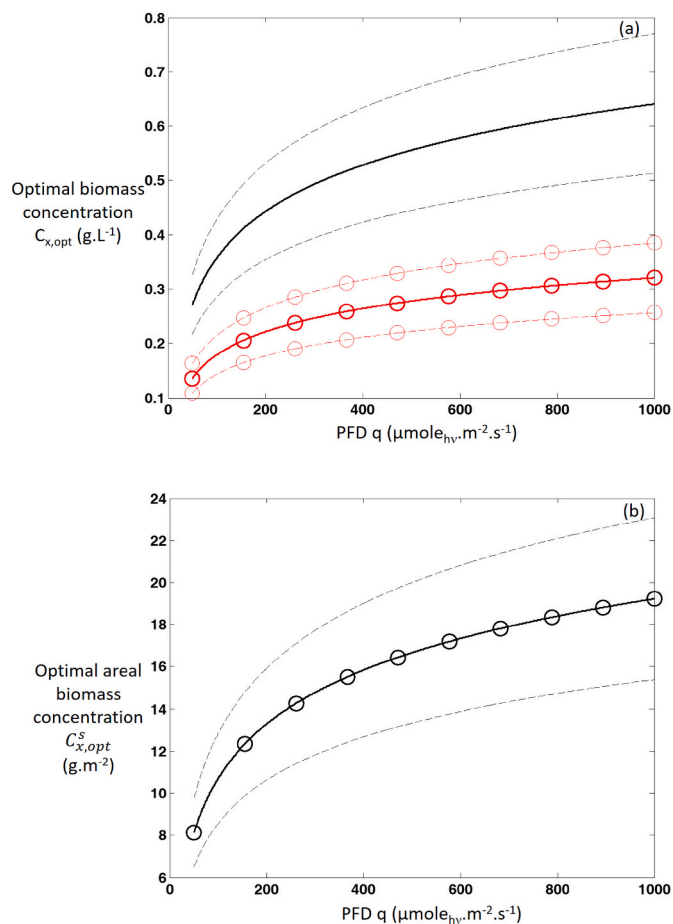 (a)
0.8
0.7
0.6
0.5
0.4
0.3
0.2
0.1
Optimal biomass
concentration
Cx,opt (g.L-1)
0 200 400 600 800 1000
PFD q (µmolehν.m-2.s-1)
(b)
24
22
20
18
16
14
12
10
8
6
Optimal areal
biomass
concentration
C^s_x,opt
(g.m-2)
0 200 400 600 800 1000
PFD q (µmolehν.m-2.s-1)